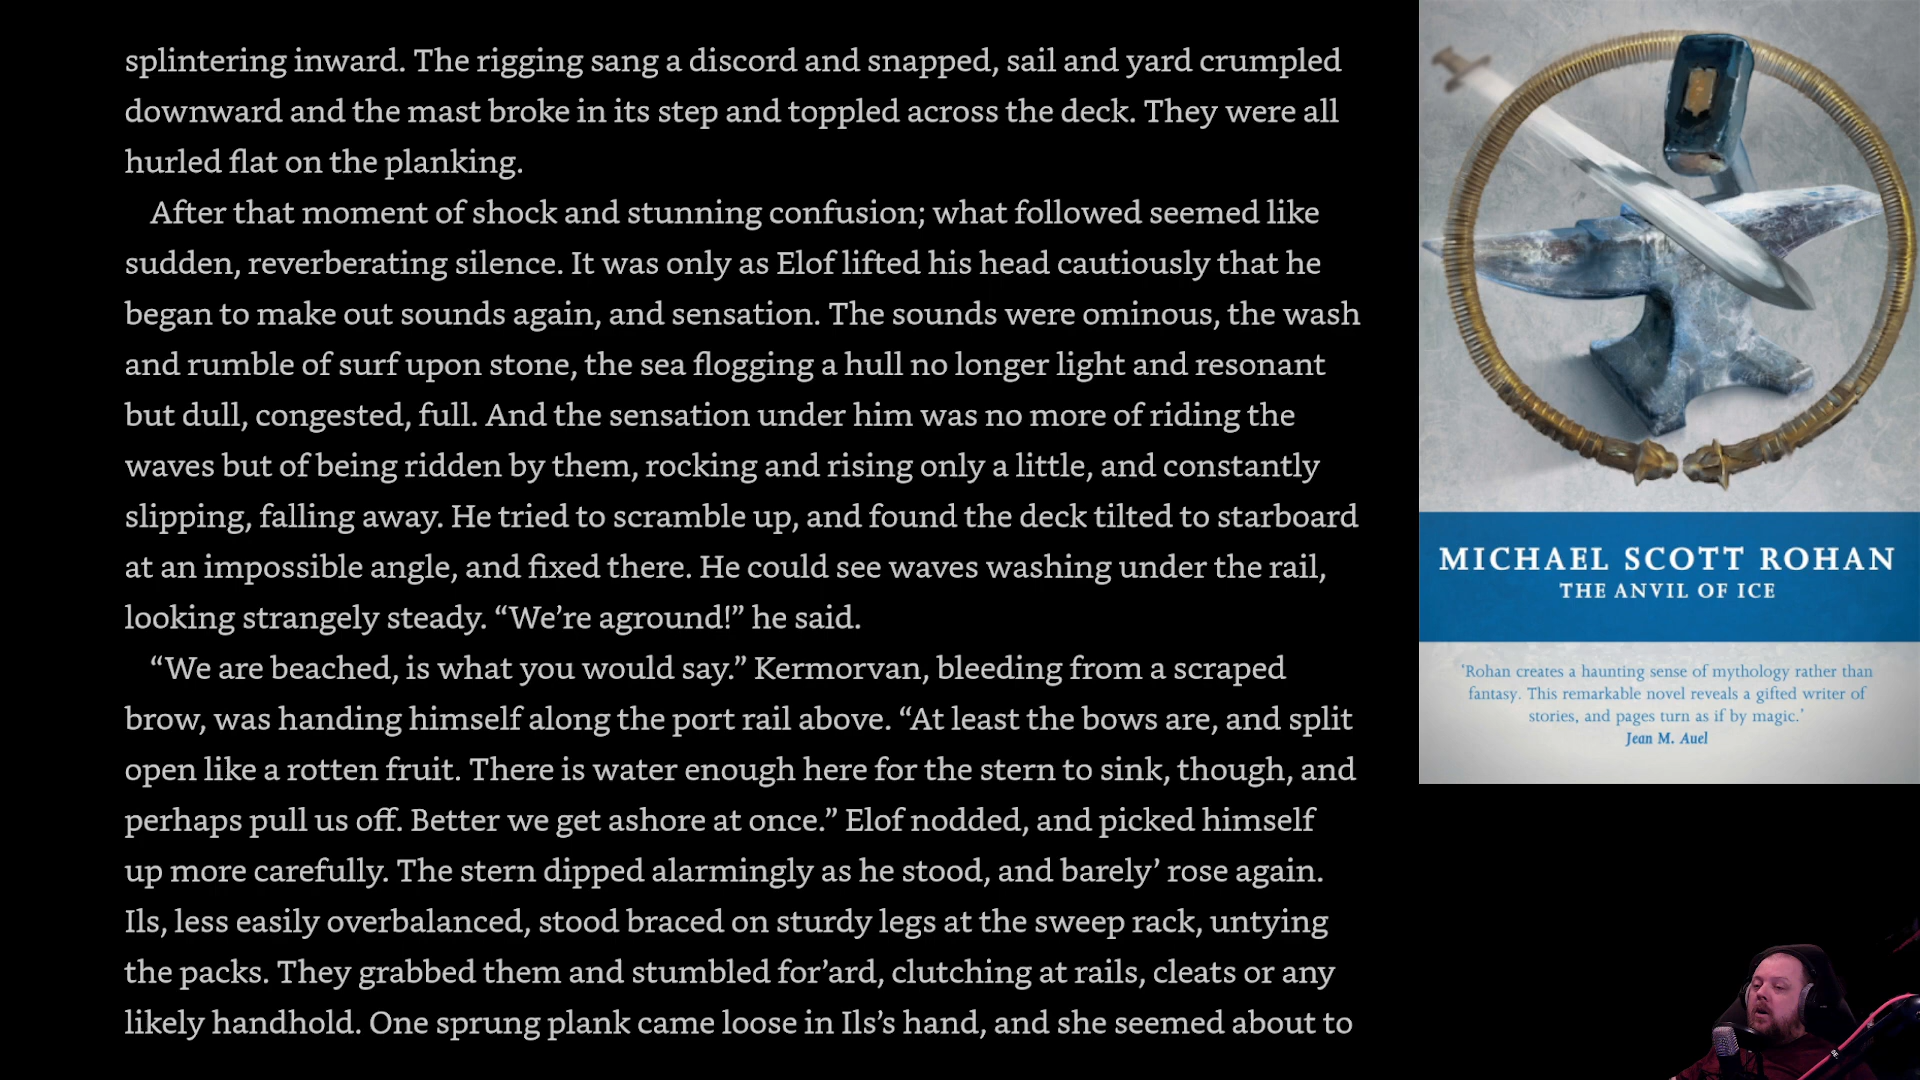 splintering inward. The rigging sang a discord and snapped, sail and yard crumpled
downward and the mast broke in its step and toppled across the deck. They were all
hurled flat on the planking.
After that moment of shock and stunning confusion; what followed seemed like
sudden, reverberating silence. It was only as Elof lifted his head cautiously that he
began to make out sounds again, and sensation. The sounds were ominous, the wash
and rumble of surf upon stone, the sea flogging a hull no longer light and resonant
but dull, congested, full. And the sensation under him was no more of riding the
waves but of being ridden by them, rocking and rising only a little, and constantly
slipping, falling away. He tried to scramble up, and found the deck tilted to starboard
at an impossible angle, and fixed there. He could see waves washing under the rail,
looking strangely steady. “We’re aground!” he said.
“We are beached, is what you would say.” Kermorvan, bleeding from a scraped
brow, was handing himself along the port rail above. “At least the bows are, and split
open like a rotten fruit. There is water enough here for the stern to sink, though, and
perhaps pull us off. Better we get ashore at once.” Elof nodded, and picked himself
up more carefully. The stern dipped alarmingly as he stood, and barely’ rose again.
Ils, less easily overbalanced, stood braced on sturdy legs at the sweep rack, untying
the packs. They grabbed them and stumbled for’ard, clutching at rails, cleats or any
likely handhold. One sprung plank came loose in Ils’s hand, and she seemed about to
MICHAEL SCOTT ROHAN
THE ANVIL OF ICE
‘Rohan creates a haunting sense of mythology rather than
fantasy. This remarkable novel reveals a gifted writer of
stories, and pages turn as if by magic.’
Jean M. Auel